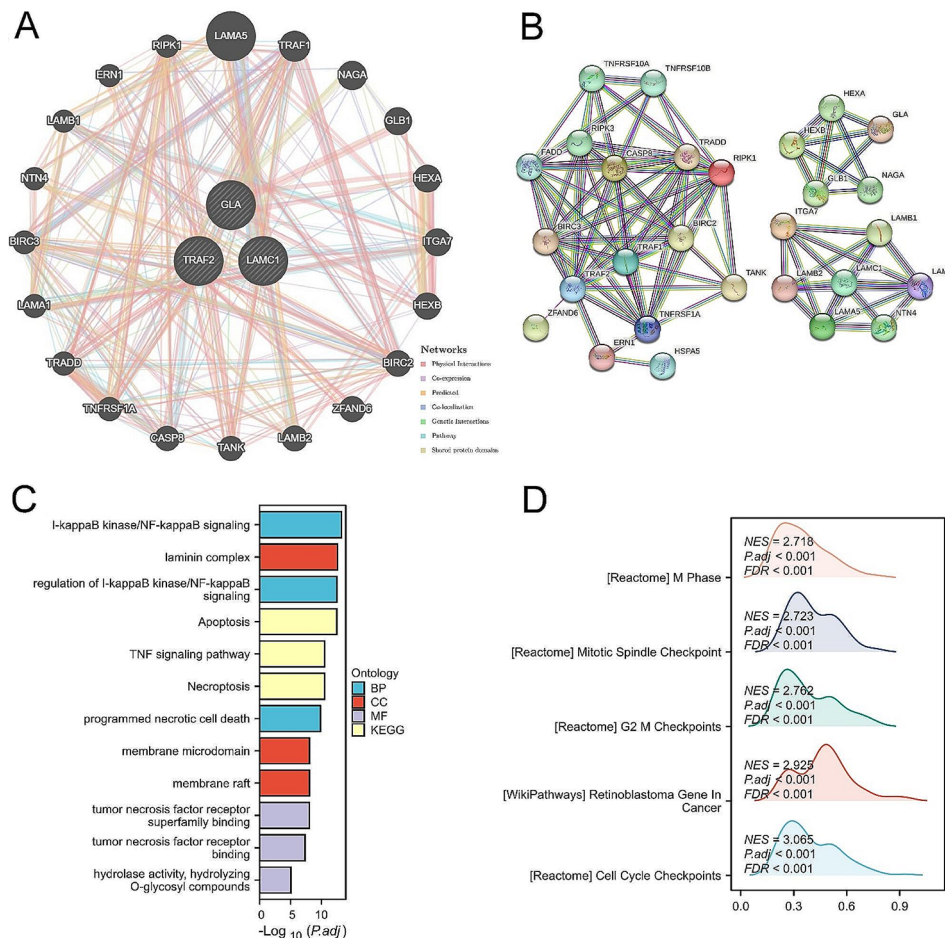 A
LAMA5
RIPK1
TRAF1
ERN1
NAGA
LAMB1
GLB1
NTN4
HEXA
GLA
BIRC3
ITGA7
TRAF2
LAMC1
LAMA1
HEXB
TRADD
BIRC2
TNFRSF1A
ZFAND6
CASP8
LAMB2
TANK
Networks
Physical Interactions
Co-expression
Predicted
Co-localization
Genetic Interactions
Pathway
Shared protein domains
B
TNFRSF10A
TNFRSF10B
RIPK3
TRADD
FADD
CASP8
RIPK1
BIRC3
BIRC2
TRAF1
TRAF2
TANK
ZFAND6
TNFRSF1A
ERN1
HSPA5
HEXA
GLA
HEXB
GLB1
NAGA
ITGA7
LAMB1
LAMB2
LAMC1
LAM
LAMA5
NTN4
C
I-kappaB kinase/NF-kappaB signaling
laminin complex
regulation of I-kappaB kinase/NF-kappaB
signaling
Apoptosis
TNF signaling pathway
Necroptosis
programmed necrotic cell death
membrane microdomain
membrane raft
tumor necrosis factor receptor
superfamily binding
tumor necrosis factor receptor
binding
hydrolase activity, hydrolyzing
O-glycosyl compounds
0 5 10
-Log 10 (P.adj)
Ontology
BP
CC
MF
KEGG
D
NES = 2.718
P.adj < 0.001
FDR < 0.001
[Reactome] M Phase
NES = 2.723
P.adj < 0.001
FDR < 0.001
[Reactome] Mitotic Spindle Checkpoint
NES = 2.762
P.adj < 0.001
FDR < 0.001
[Reactome] G2 M Checkpoints
NES = 2.925
P.adj < 0.001
FDR < 0.001
[WikiPathways] Retinoblastoma Gene In
Cancer
NES = 3.065
P.adj < 0.001
FDR < 0.001
[Reactome] Cell Cycle Checkpoints
0.0 0.3 0.6 0.9